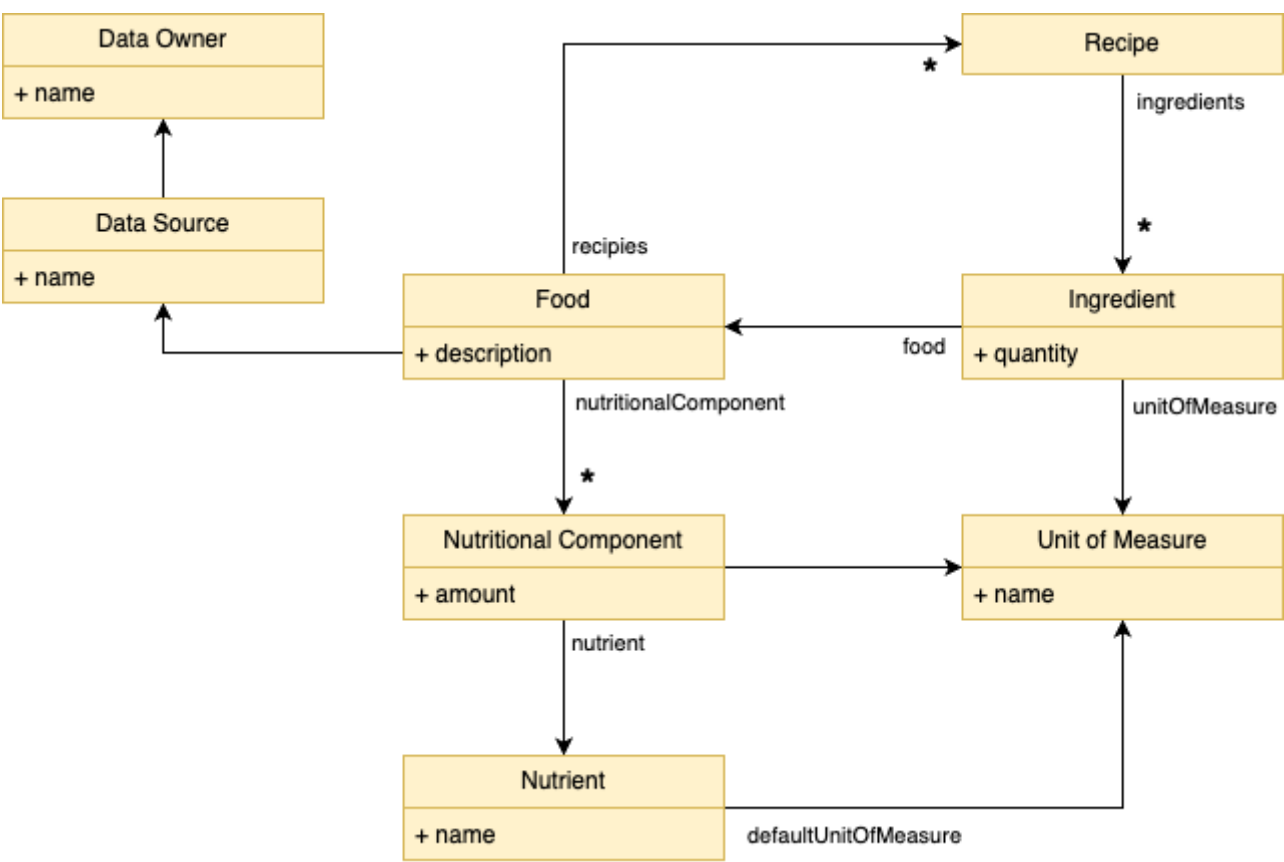 Data Owner
+ name
Recipe
*
ingredients
Data Source
+ name
*
recipies
Food
+ description
Ingredient
+ quantity
food
nutritionalComponent
unitOfMeasure
*
Nutritional Component
+ amount
Unit of Measure
+ name
nutrient
Nutrient
+ name
defaultUnitOfMeasure